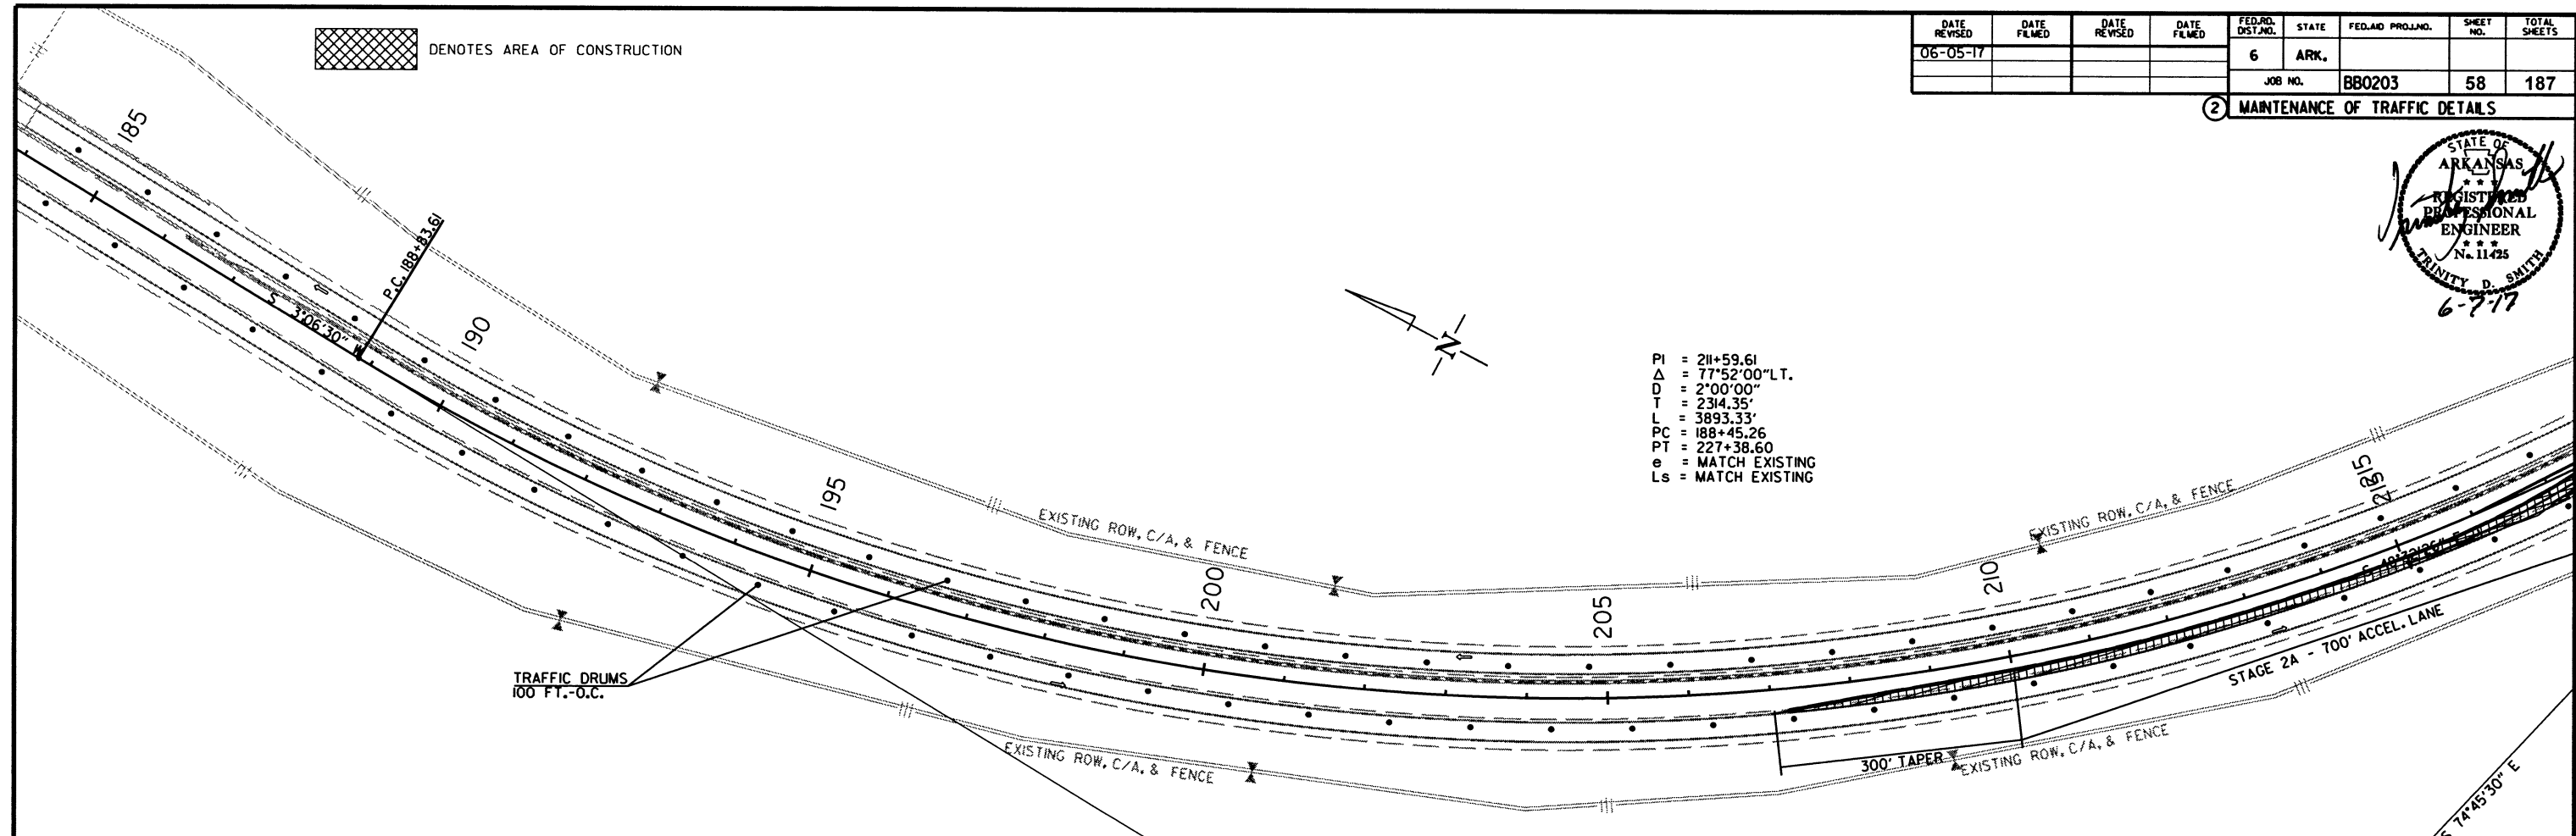 DENOTES AREA OF CONSTRUCTION
DATE REVISED
DATE FILMED
DATE REVISED
DATE FILMED
FED.RD. DIST.NO.
STATE
FED.AID PROJ.NO.
SHEET NO.
TOTAL SHEETS
06-05-17
6
ARK.
JOB NO.
BB0203
58
187
2
MAINTENANCE OF TRAFFIC DETAILS
STATE OF
ARKANSAS
REGISTERED
PROFESSIONAL
ENGINEER
No. 11425
TRINITY D. SMITH
6-7-17
185
P.C. 188+83.61
S
3°06'30"
W
190
N
PI = 211+59.61
Δ = 77°52'00"LT.
D = 2°00'00"
T = 2314.35'
L = 3893.33'
PC = 188+45.26
PT = 227+38.60
e = MATCH EXISTING
Ls = MATCH EXISTING
195
EXISTING ROW, C/A, & FENCE
EXISTING ROW, C/A, & FENCE
200
205
210
215
TRAFFIC DRUMS
100 FT.-O.C.
STAGE 2A - 700' ACCEL. LANE
300' TAPER
EXISTING ROW, C/A, & FENCE
EXISTING ROW, C/A, & FENCE
S 74°45'30" E